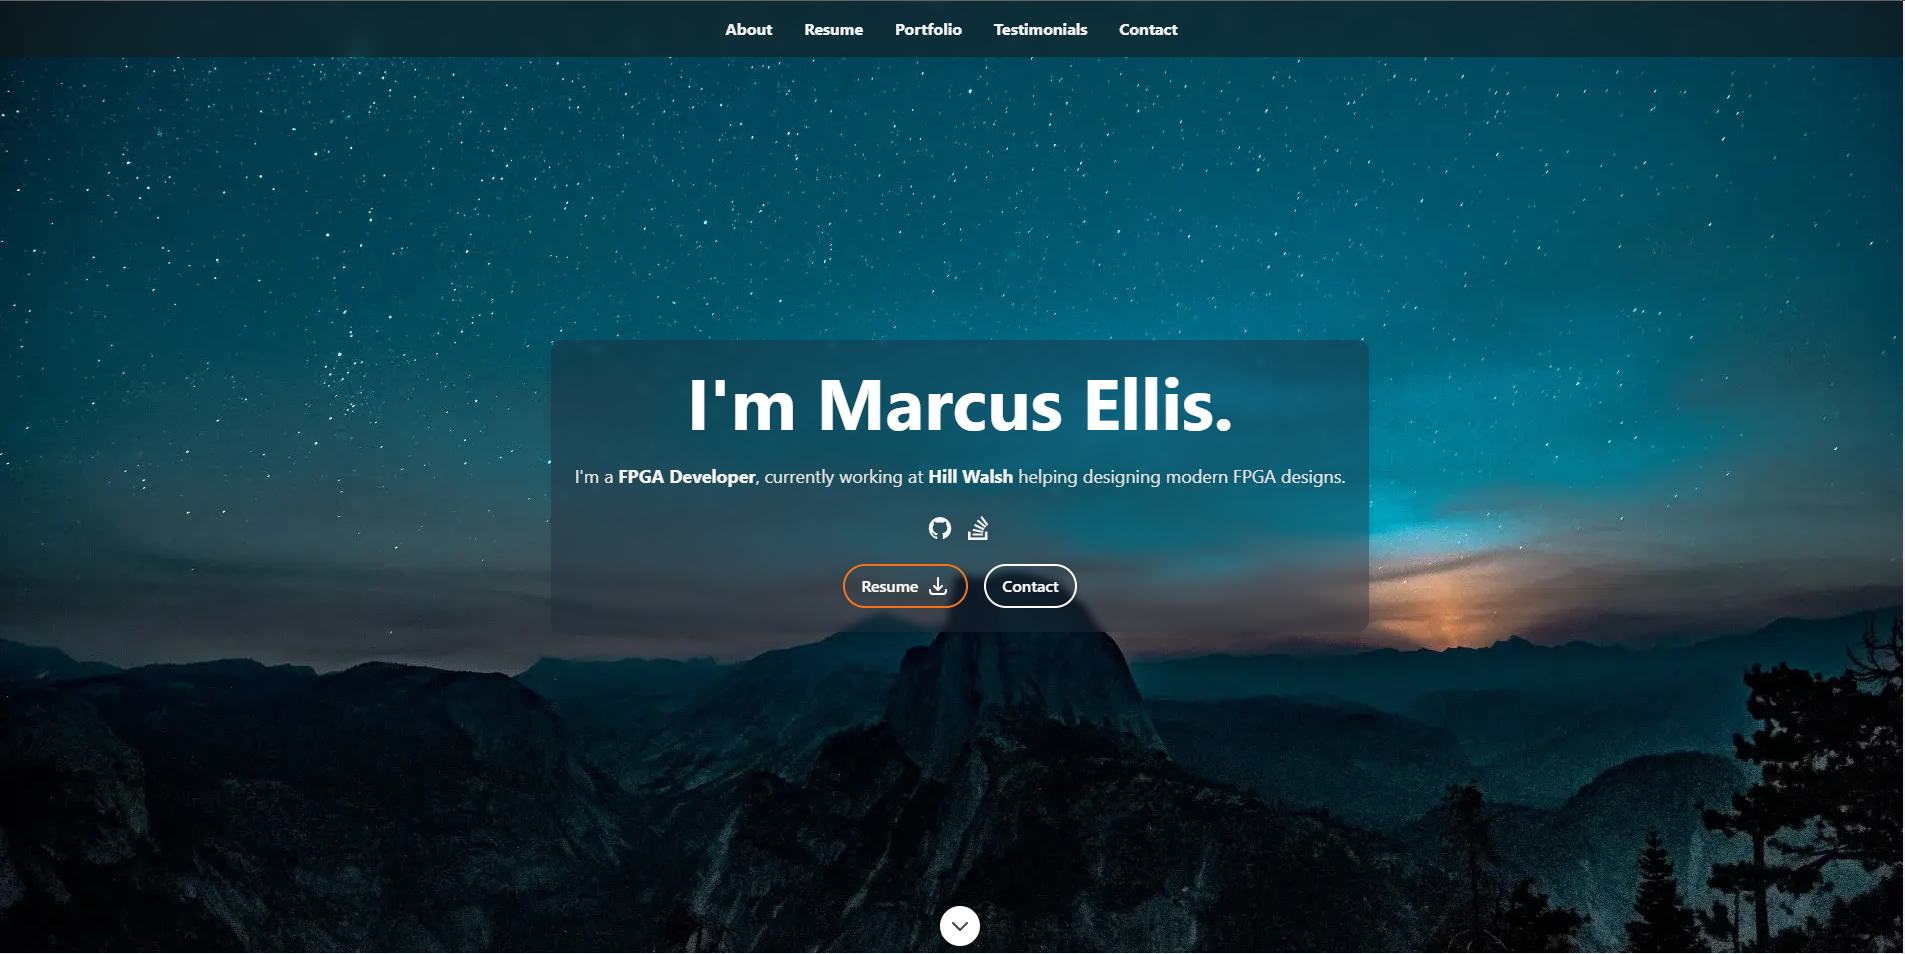 About Resume Portfolio Testimonials Contact
I'm Marcus Ellis.
I'm a FPGA Developer, currently working at Hill Walsh helping designing modern FPGA designs.
Resume Contact